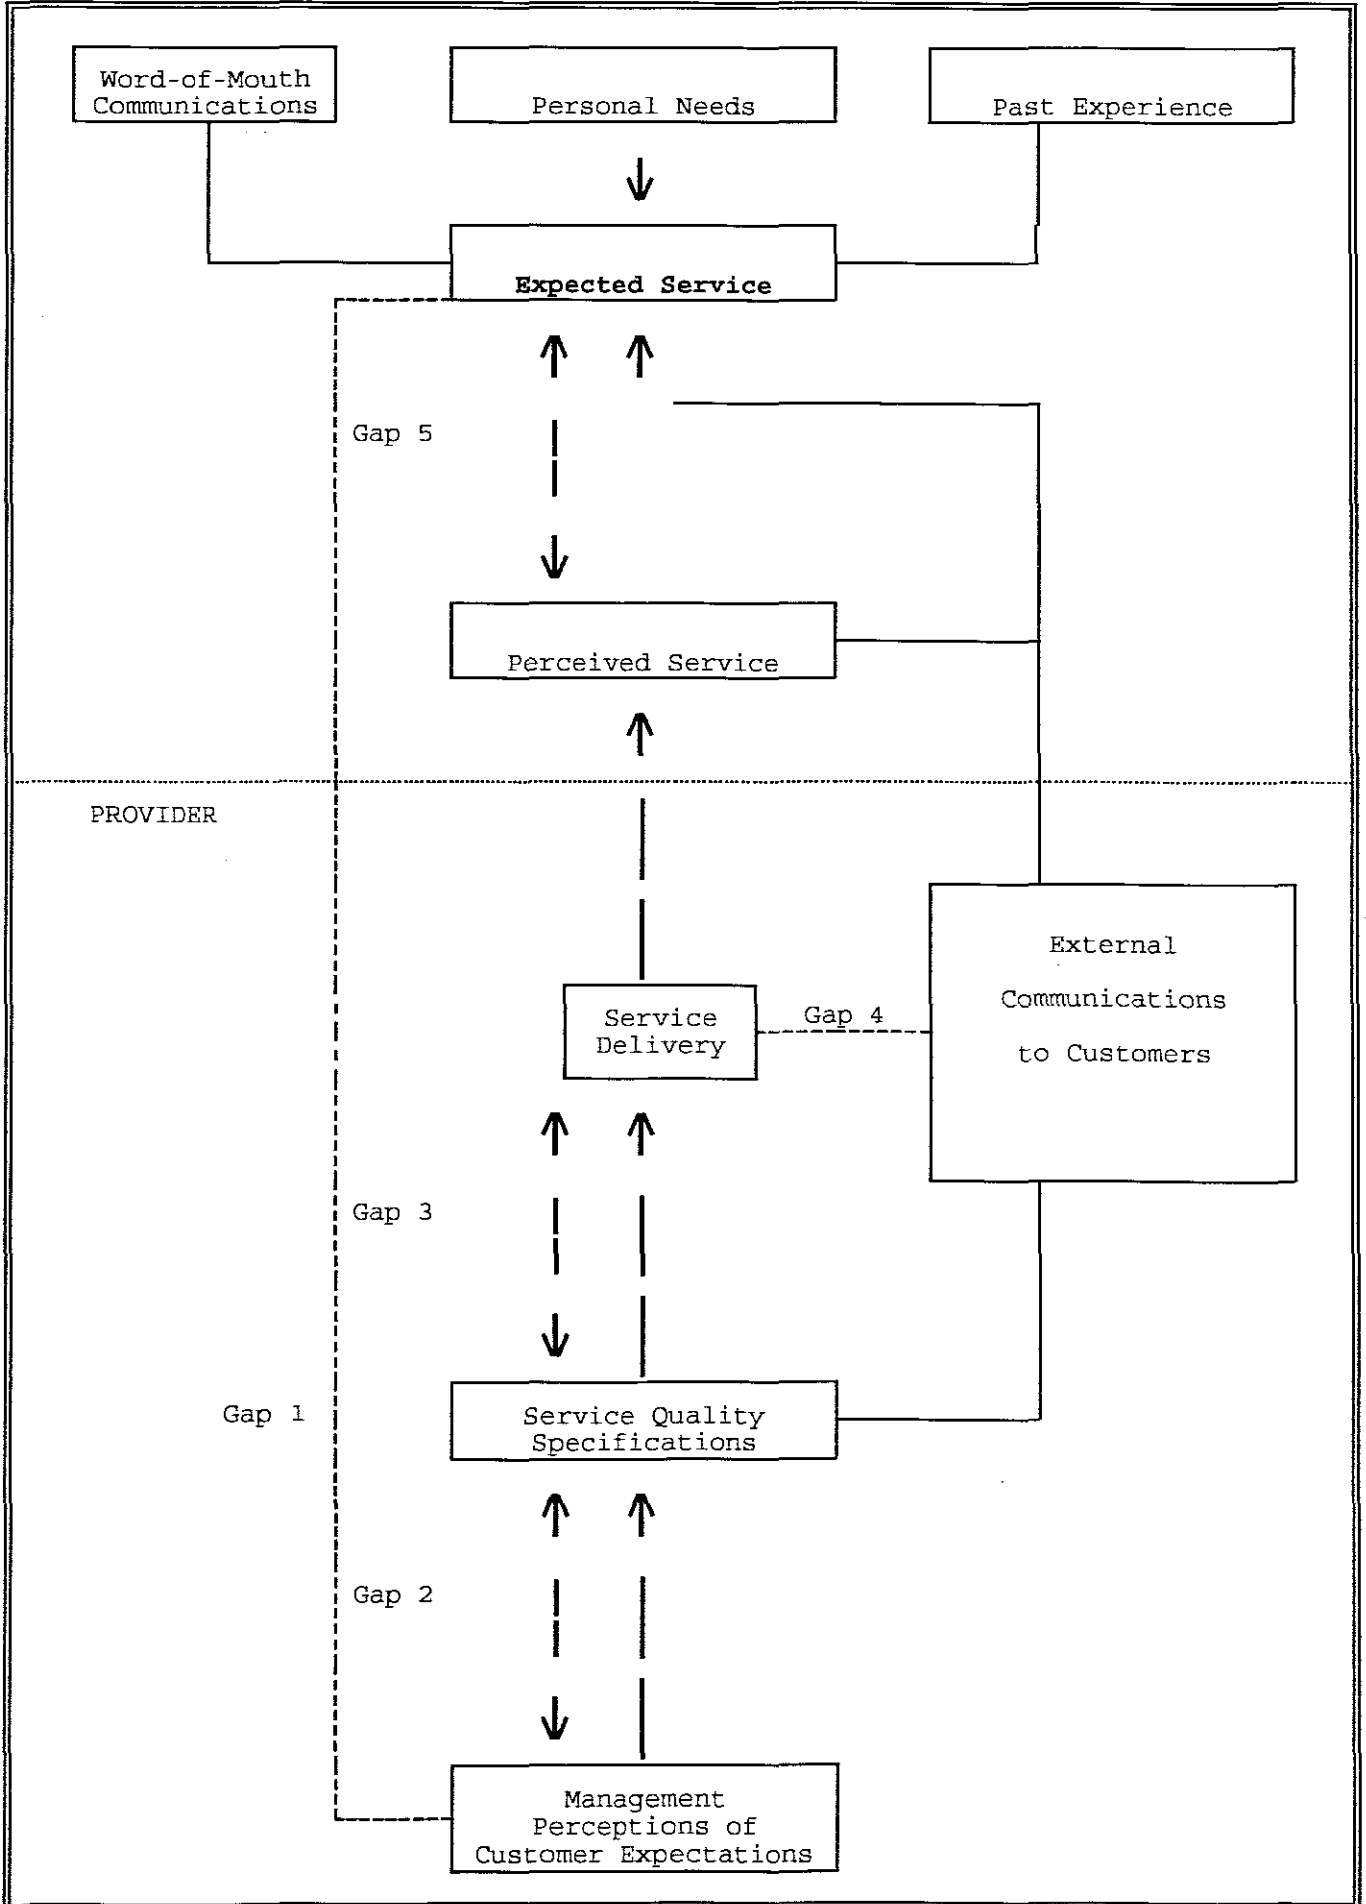 Word-of-Mouth
Communications
Personal Needs
Past Experience
Expected Service
Gap 5
Perceived Service
PROVIDER
External
Communications
to Customers
Service
Delivery
Gap 4
Gap 3
Gap 1
Service Quality
Specifications
Gap 2
Management
Perceptions of
Customer Expectations